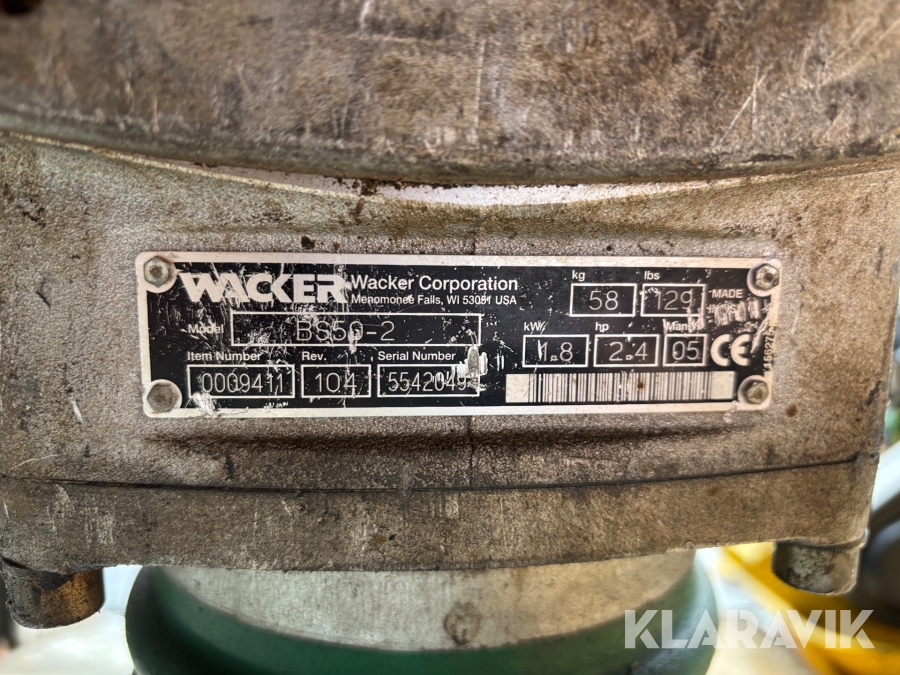 WACKER
Wacker Corporation
Menomonee Falls, WI 53051 USA
kg lbs
58 129 MADE
Model BS50-2
kW hp
1.8 2.4 05 CE
Item Number Rev. Serial Number
0009411 104 5542049
KLARAVIK